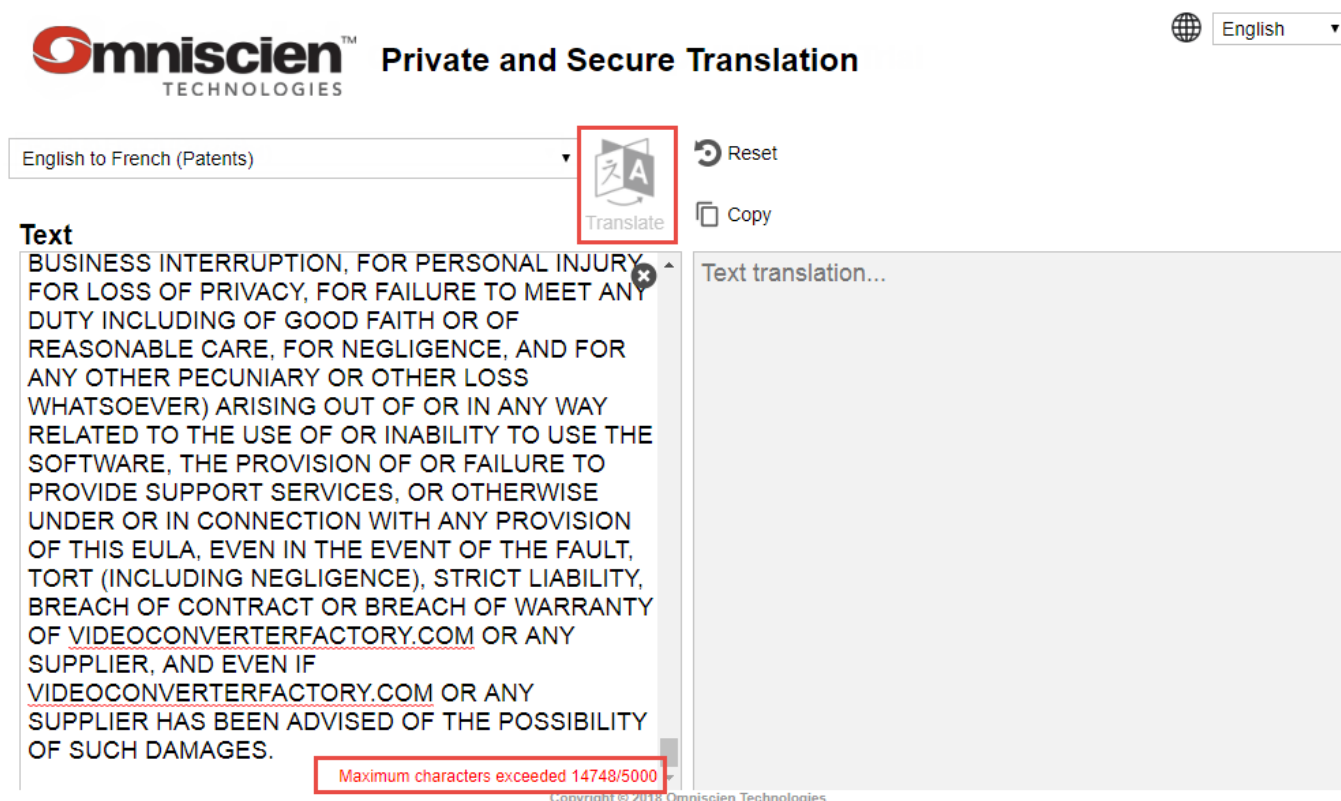 Omniscien™
TECHNOLOGIES
Private and Secure Translation
English
English to French (Patents)
Translate
Reset
Copy
Text
BUSINESS INTERRUPTION, FOR PERSONAL INJURY,
FOR LOSS OF PRIVACY, FOR FAILURE TO MEET ANY
DUTY INCLUDING OF GOOD FAITH OR OF
REASONABLE CARE, FOR NEGLIGENCE, AND FOR
ANY OTHER PECUNIARY OR OTHER LOSS
WHATSOEVER) ARISING OUT OF OR IN ANY WAY
RELATED TO THE USE OF OR INABILITY TO USE THE
SOFTWARE, THE PROVISION OF OR FAILURE TO
PROVIDE SUPPORT SERVICES, OR OTHERWISE
UNDER OR IN CONNECTION WITH ANY PROVISION
OF THIS EULA, EVEN IN THE EVENT OF THE FAULT,
TORT (INCLUDING NEGLIGENCE), STRICT LIABILITY,
BREACH OF CONTRACT OR BREACH OF WARRANTY
OF VIDEOCONVERTERFACTORY.COM OR ANY
SUPPLIER, AND EVEN IF
VIDEOCONVERTERFACTORY.COM OR ANY
SUPPLIER HAS BEEN ADVISED OF THE POSSIBILITY
OF SUCH DAMAGES.
Maximum characters exceeded 14748/5000
Text translation...
Copyright © 2018 Omniscien Technologies